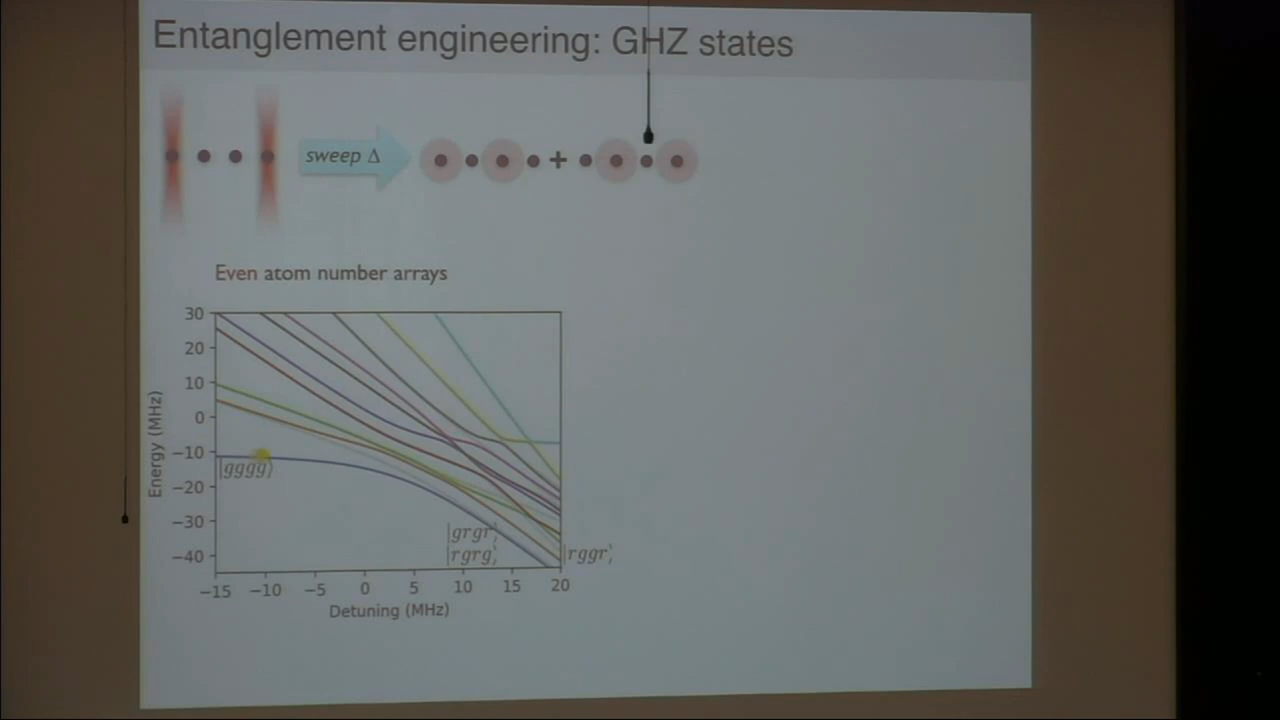 Entanglement engineering: GHZ states
sweep Δ
+
Even atom number arrays
30
20
10
0
−10
−20
−30
−40
Energy (MHz)
|gggg⟩
|grgr⟩
|rgrg⟩
|rggr⟩
−15 −10 −5 0 5 10 15 20
Detuning (MHz)